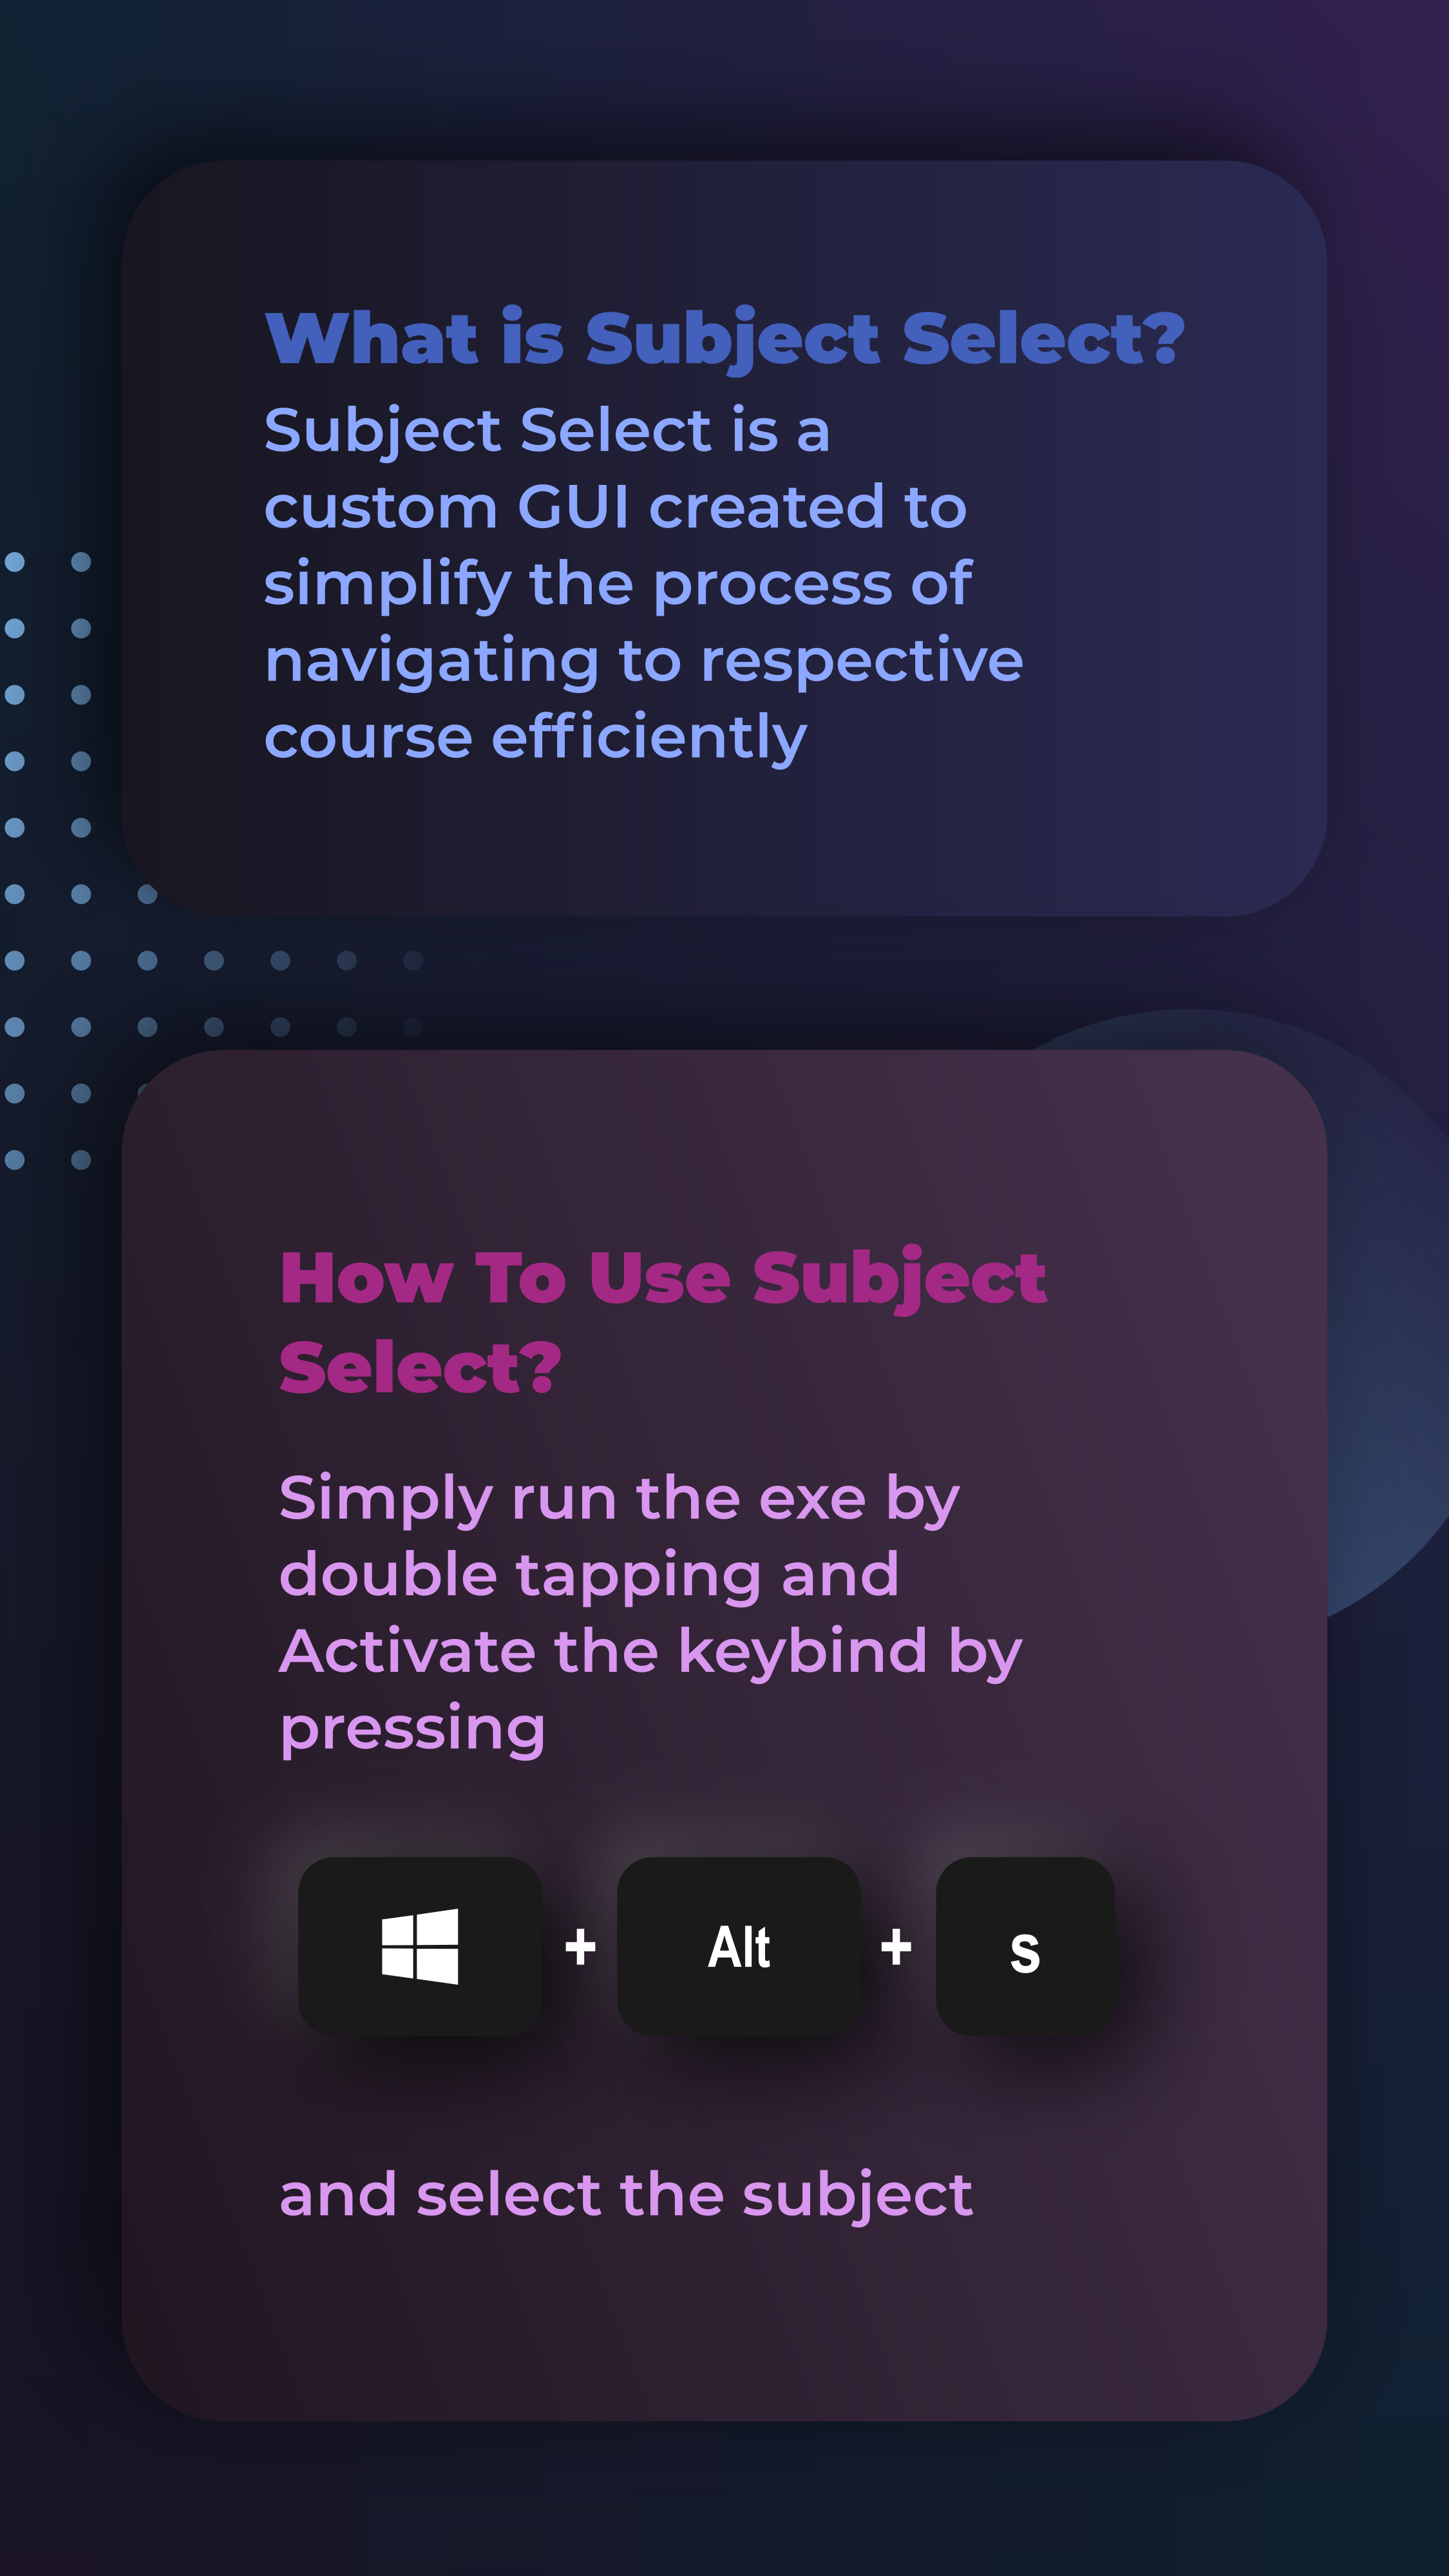 What is Subject Select?
Subject Select is a
custom GUI created to
simplify the process of
navigating to respective
course efficiently
How To Use Subject
Select?
Simply run the exe by
double tapping and
Activate the keybind by
pressing
+ Alt + s
and select the subject